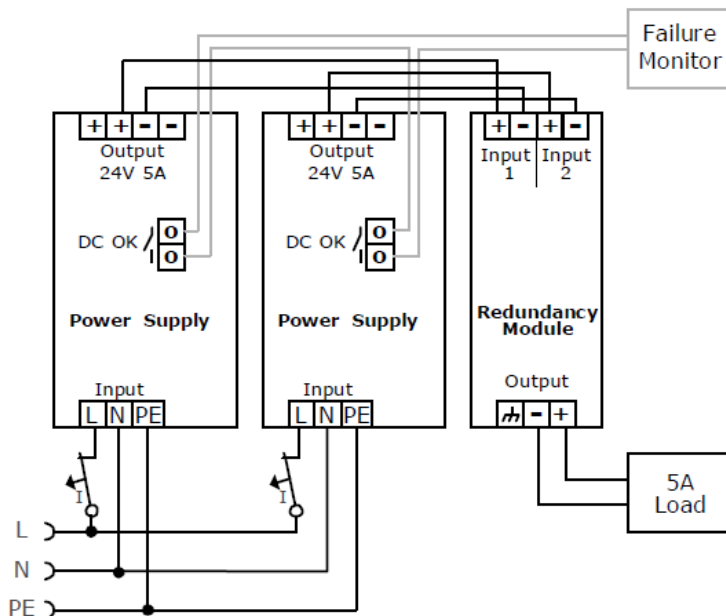 Failure
Monitor
+ + - -
Output
24V 5A
DC OK
O
O
Power Supply
Input
L N PE
I
+ + - -
Output
24V 5A
DC OK
O
O
Power Supply
Input
L N PE
I
+ - + -
Input Input
1 2
Redundancy
Module
Output
- +
5A
Load
L
N
PE